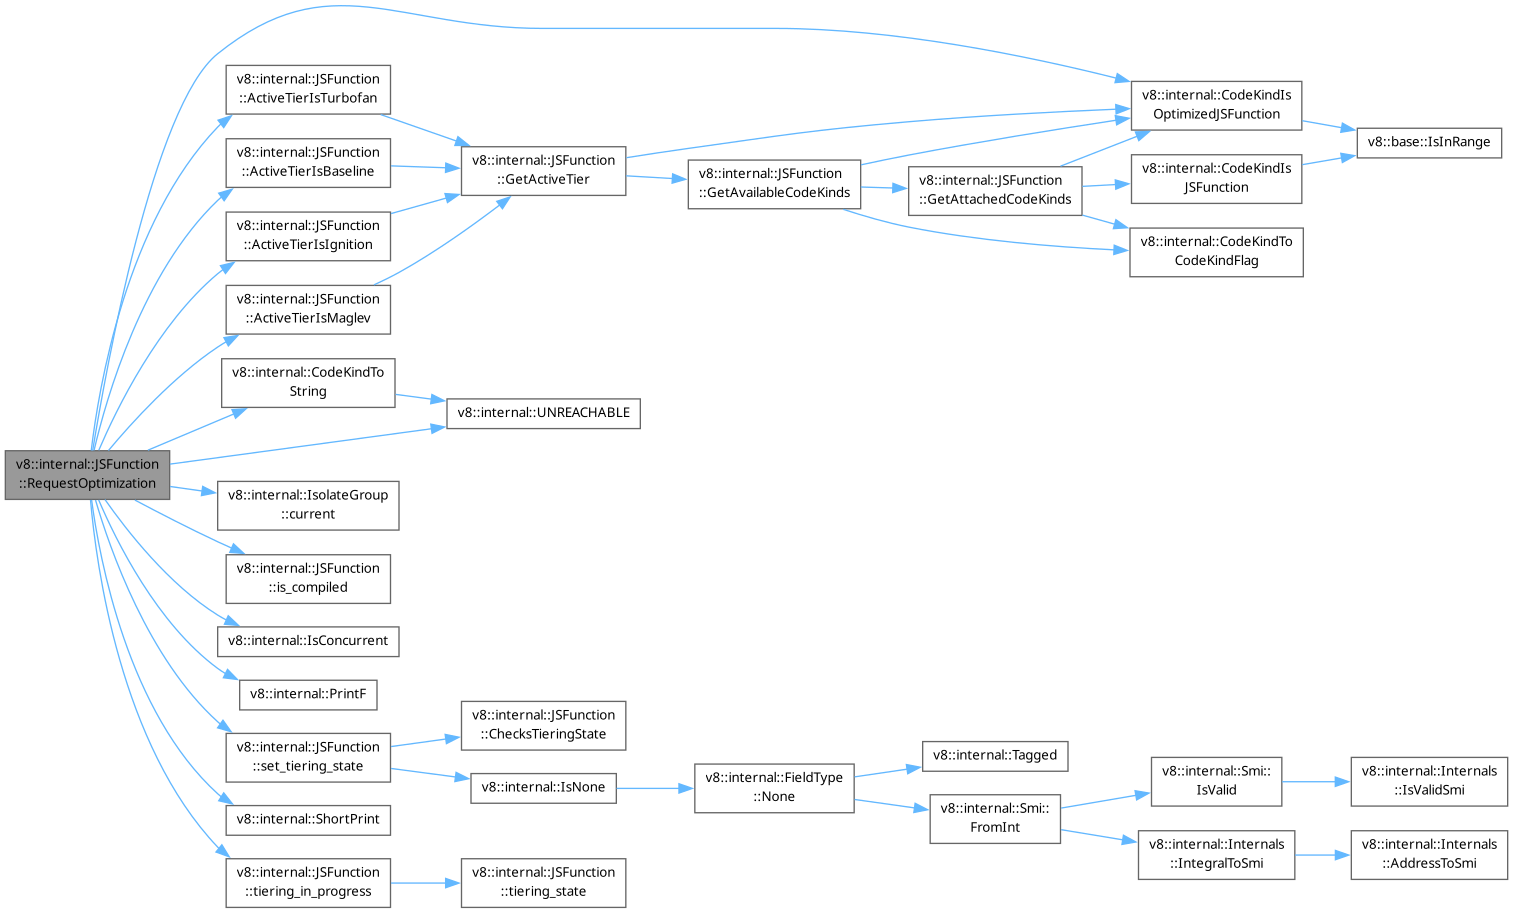 v8::internal::JSFunction
::RequestOptimization
v8::internal::JSFunction
::ActiveTierIsTurbofan
v8::internal::JSFunction
::ActiveTierIsBaseline
v8::internal::JSFunction
::ActiveTierIsIgnition
v8::internal::JSFunction
::ActiveTierIsMaglev
v8::internal::CodeKindTo
String
v8::internal::IsolateGroup
::current
v8::internal::JSFunction
::is_compiled
v8::internal::IsConcurrent
v8::internal::PrintF
v8::internal::JSFunction
::set_tiering_state
v8::internal::ShortPrint
v8::internal::JSFunction
::tiering_in_progress
v8::internal::JSFunction
::GetActiveTier
v8::internal::UNREACHABLE
v8::internal::JSFunction
::ChecksTieringState
v8::internal::IsNone
v8::internal::JSFunction
::tiering_state
v8::internal::JSFunction
::GetAvailableCodeKinds
v8::internal::FieldType
::None
v8::internal::JSFunction
::GetAttachedCodeKinds
v8::internal::Tagged
v8::internal::Smi::
FromInt
v8::internal::CodeKindIs
OptimizedJSFunction
v8::internal::CodeKindIs
JSFunction
v8::internal::CodeKindTo
CodeKindFlag
v8::internal::Smi::
IsValid
v8::internal::Internals
::IntegralToSmi
v8::base::IsInRange
v8::internal::Internals
::IsValidSmi
v8::internal::Internals
::AddressToSmi